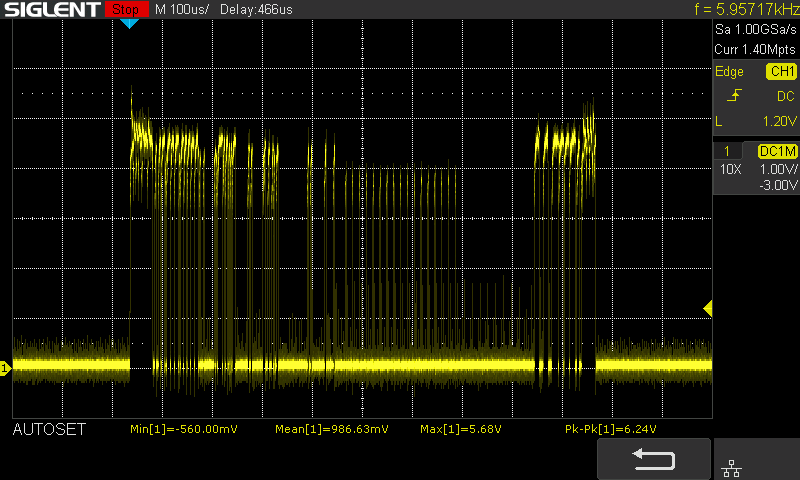 SIGLENT Stop M 100us/ Delay:466us f = 5.95717kHz
Sa 1.00GSa/s
Curr 1.40Mpts
Edge CH1
DC
L 1.20V
1 DC1M
10X 1.00V/
-3.00V
1
AUTOSET Min[1]=-560.00mV Mean[1]=986.63mV Max[1]=5.68V Pk-Pk[1]=6.24V